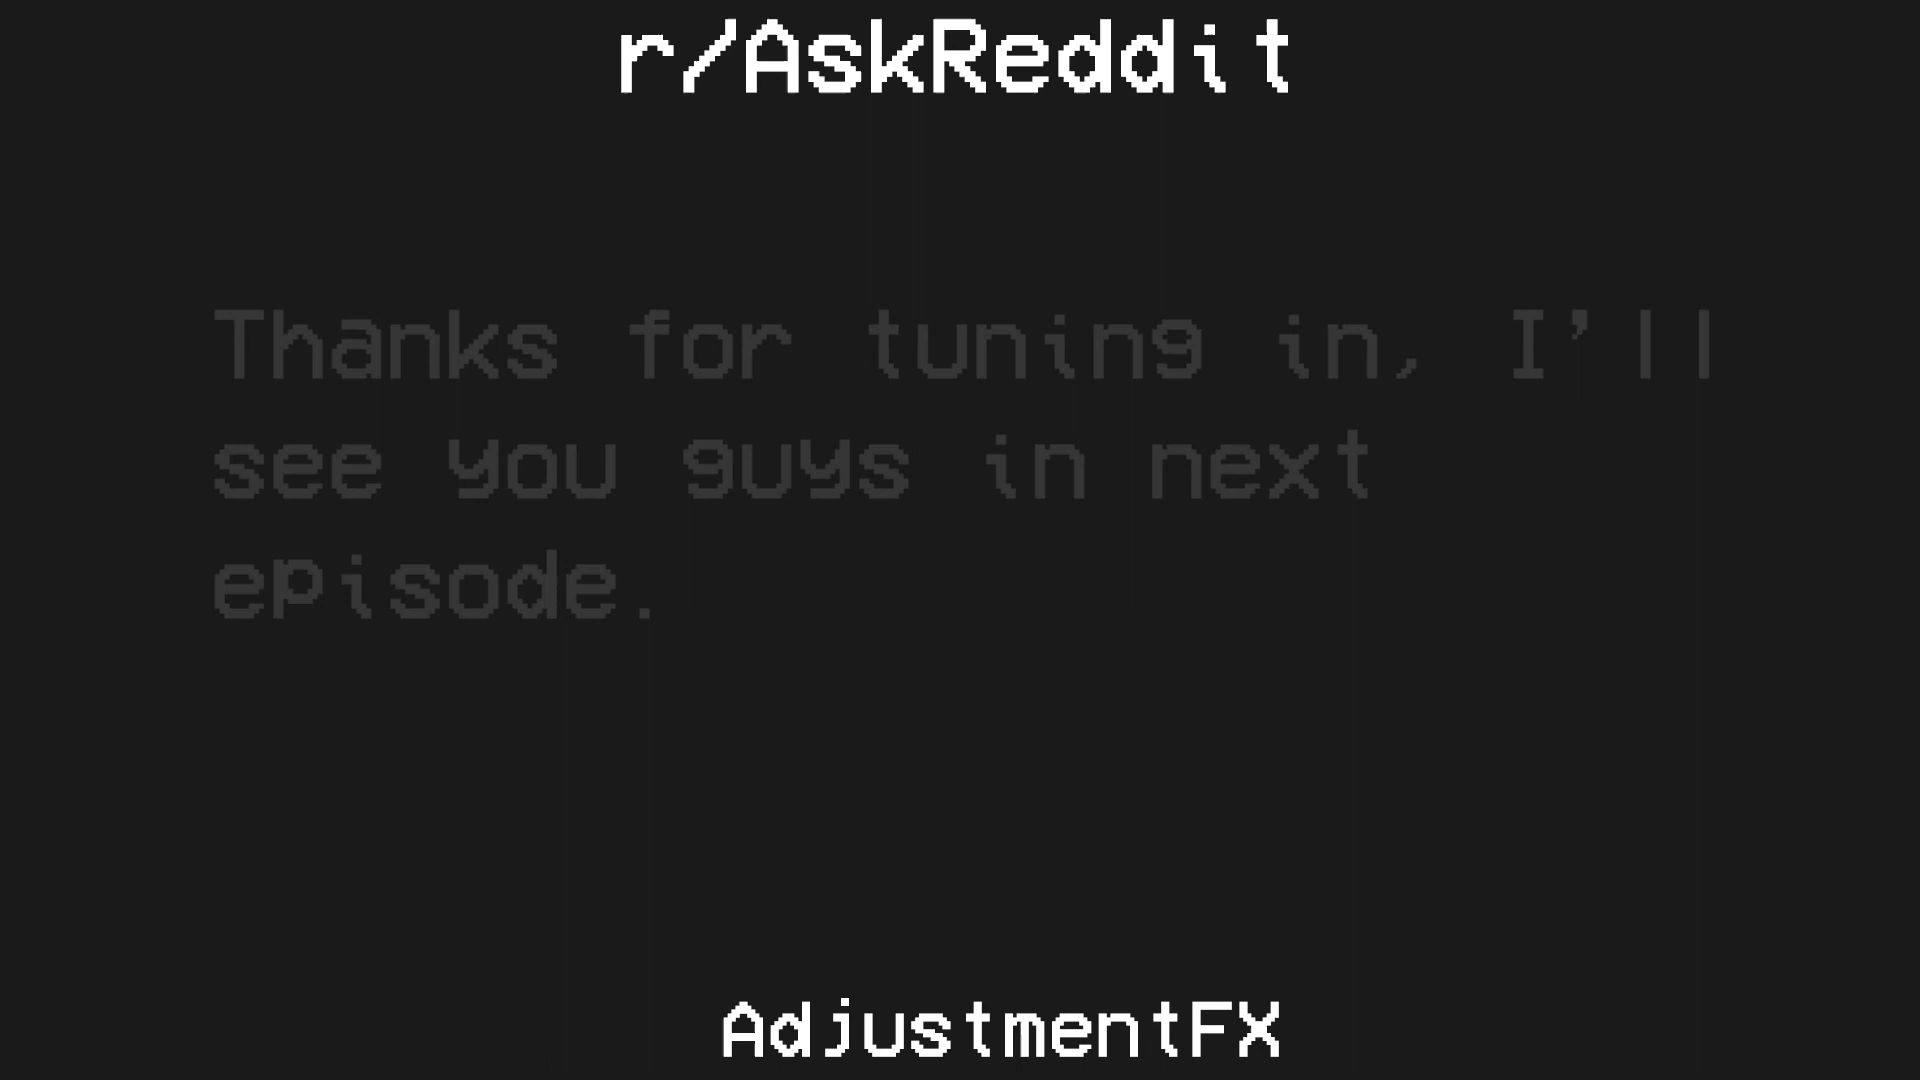 r/AskReddit
Thanks for tuning in, I'll
see you guys in next
episode.
AdjustmentFX